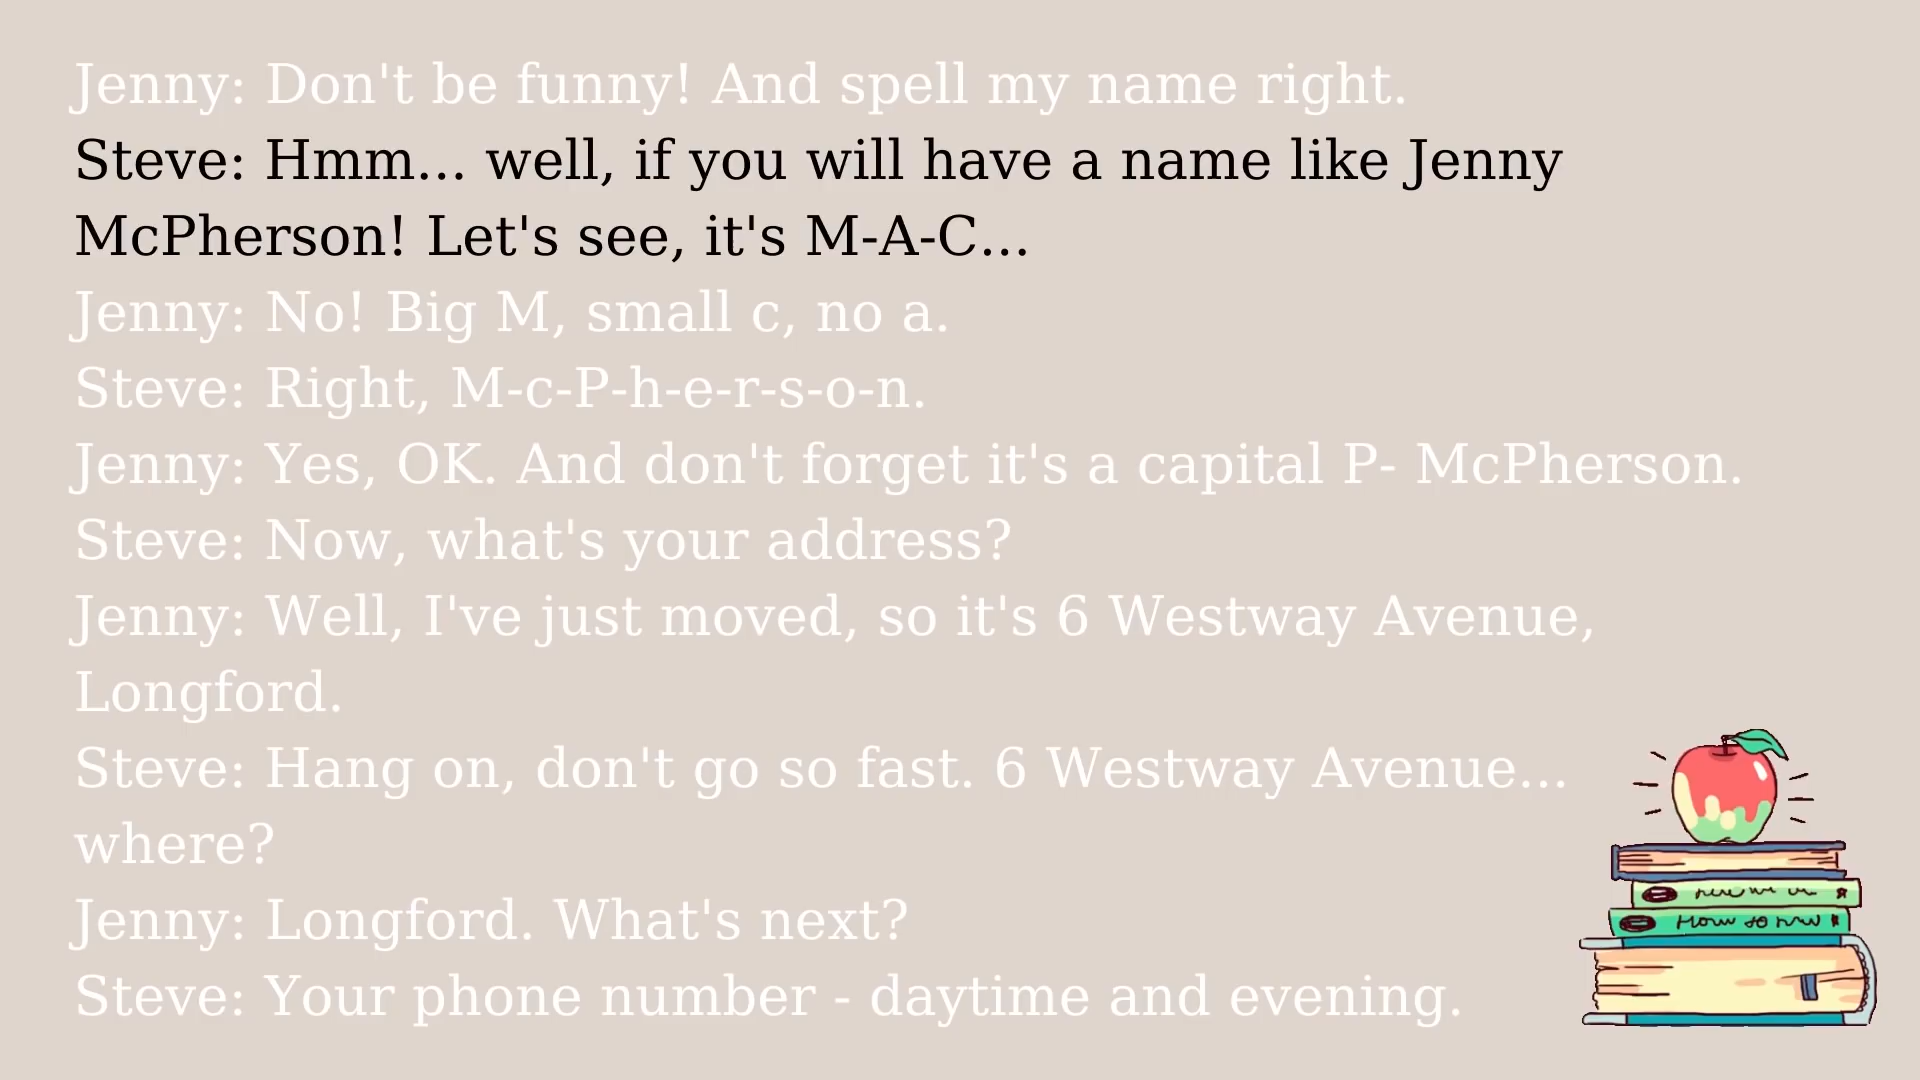 Jenny: Don't be funny! And spell my name right.
Steve: Hmm... well, if you will have a name like Jenny
McPherson! Let's see, it's M-A-C...
Jenny: No! Big M, small c, no a.
Steve: Right, M-c-P-h-e-r-s-o-n.
Jenny: Yes, OK. And don't forget it's a capital P- McPherson.
Steve: Now, what's your address?
Jenny: Well, I've just moved, so it's 6 Westway Avenue,
Longford.
Steve: Hang on, don't go so fast. 6 Westway Avenue...
where?
Jenny: Longford. What's next?
Steve: Your phone number - daytime and evening.